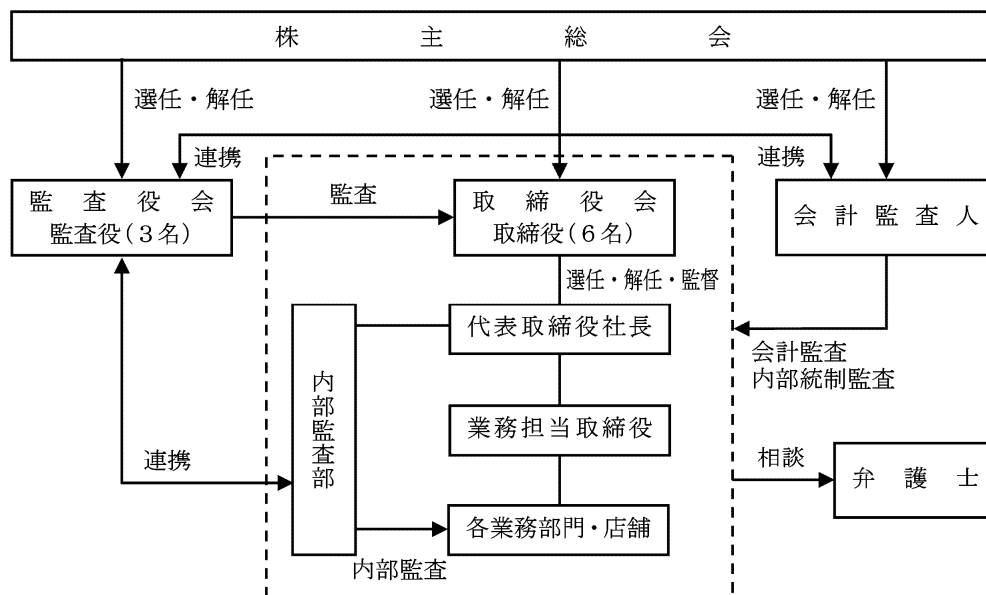 株主総会
選任・解任
選任・解任
選任・解任
連携
連携
監査役会
監査役(3名)
監査
取締役会
取締役(6名)
会計監査人
選任・解任・監督
代表取締役社長
会計監査
内部統制監査
内部監査部
業務担当取締役
連携
相談
弁護士
各業務部門・店舗
内部監査